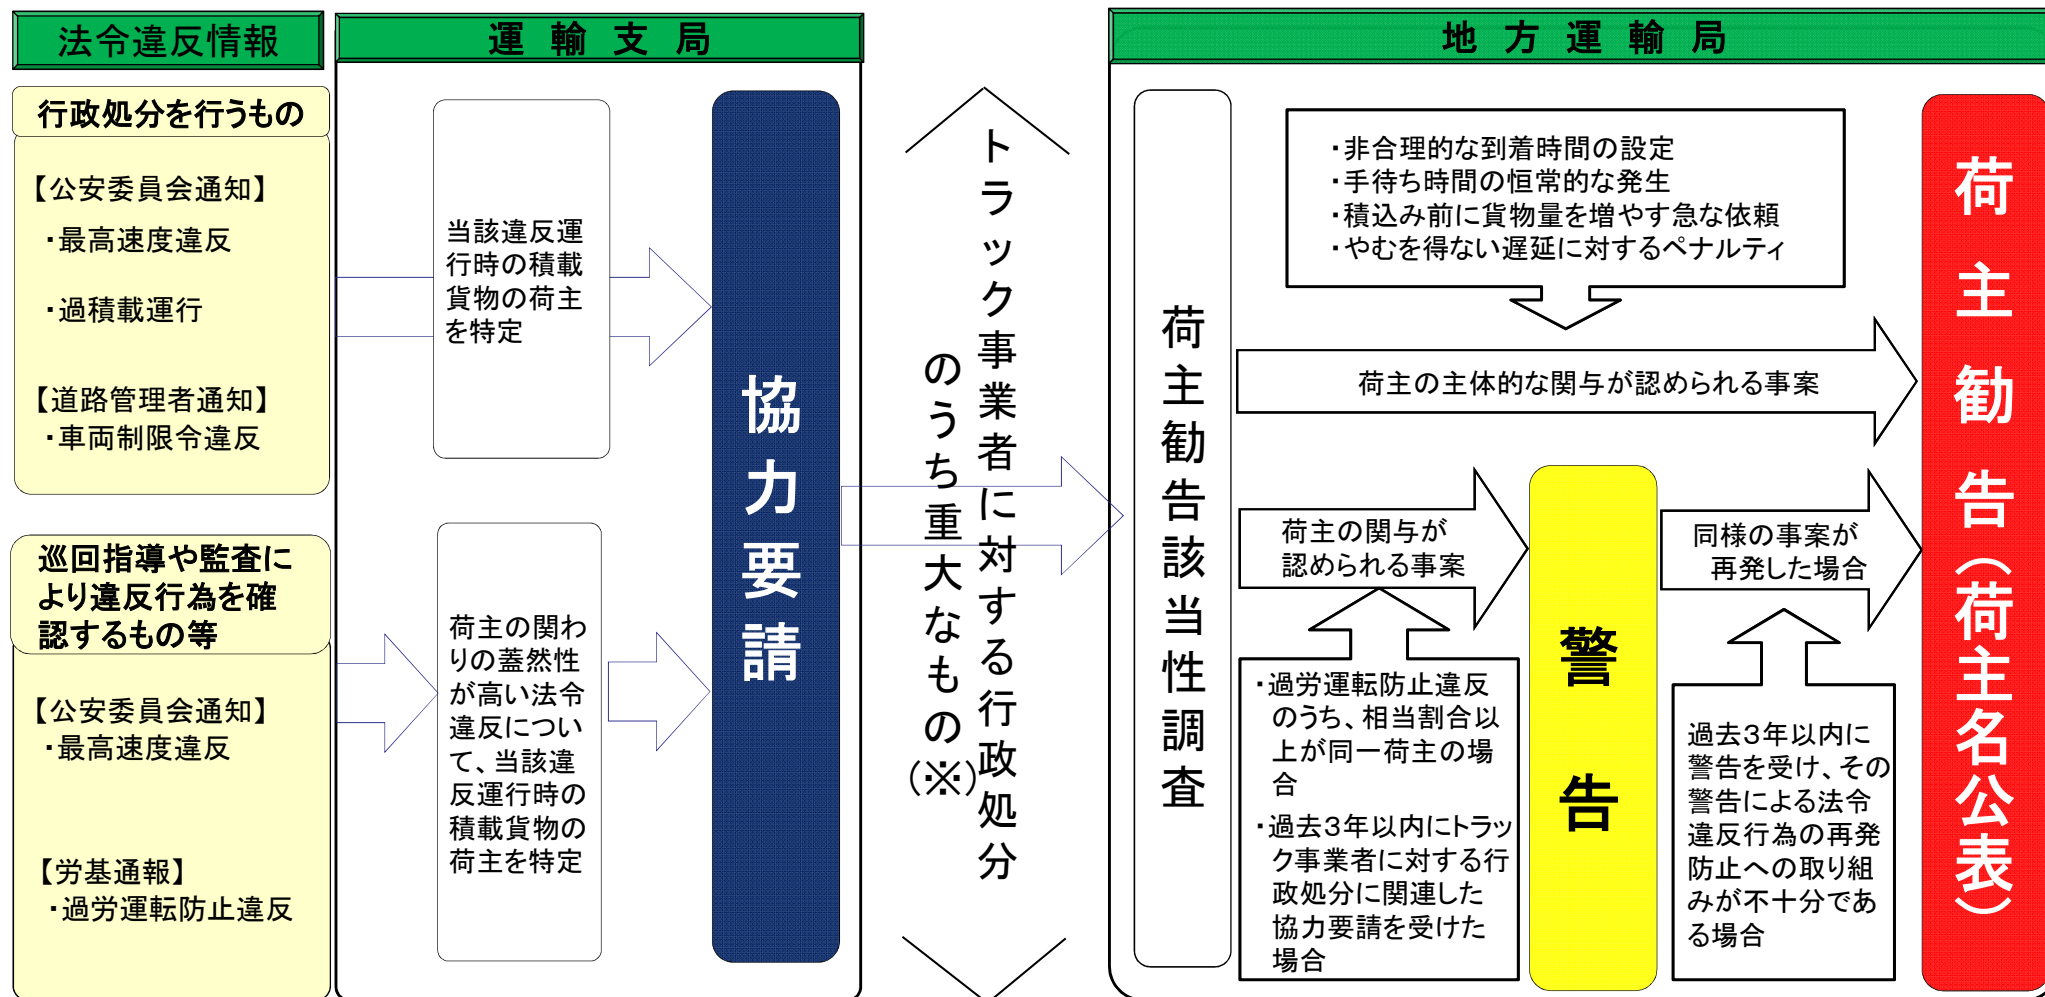 法令違反情報
運輸支局
地方運輸局
行政処分を行うもの
【公安委員会通知】
・最高速度違反
・過積載運行
【道路管理者通知】
・車両制限令違反
巡回指導や監査に
より違反行為を確
認するもの等
【公安委員会通知】
・最高速度違反
【労基通報】
・過労運転防止違反
当該違反運
行時の積載
貨物の荷主
を特定
荷主の関わ
りの蓋然性
が高い法令
違反につい
て、当該違
反運行時の
積載貨物の
荷主を特定
協力要請
トラック事業者に対する行政処分
のうち重大なもの(※)
荷主勧告該当性調査
・非合理的な到着時間の設定
・手待ち時間の恒常的な発生
・積込み前に貨物量を増やす急な依頼
・やむを得ない遅延に対するペナルティ
荷主の主体的な関与が認められる事案
荷主の関与が
認められる事案
・過労運転防止違反
のうち、相当割合以
上が同一荷主の場
合
・過去3年以内にトラッ
ク事業者に対する行
政処分に関連した
協力要請を受けた
場合
警告
同様の事案が
再発した場合
過去3年以内に
警告を受け、その
警告による法令
違反行為の再発
防止への取り組
みが不十分であ
る場合
荷主勧告(荷主名公表)